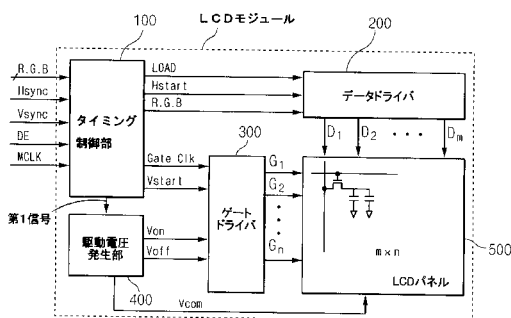 LCDモジュール
100
200
R.G.B
Hsync
Vsync
DE
MCLK
タイミング
制御部
LOAD
Hstart
R.G.B
データドライバ
D1 D2 ・・・ Dm
300
Gate Clk
Vstart
ゲート
ドライバ
G1
G2
Gn
m×n
LCDパネル
500
第1信号
駆動電圧
発生部
Von
Voff
400
Vcom